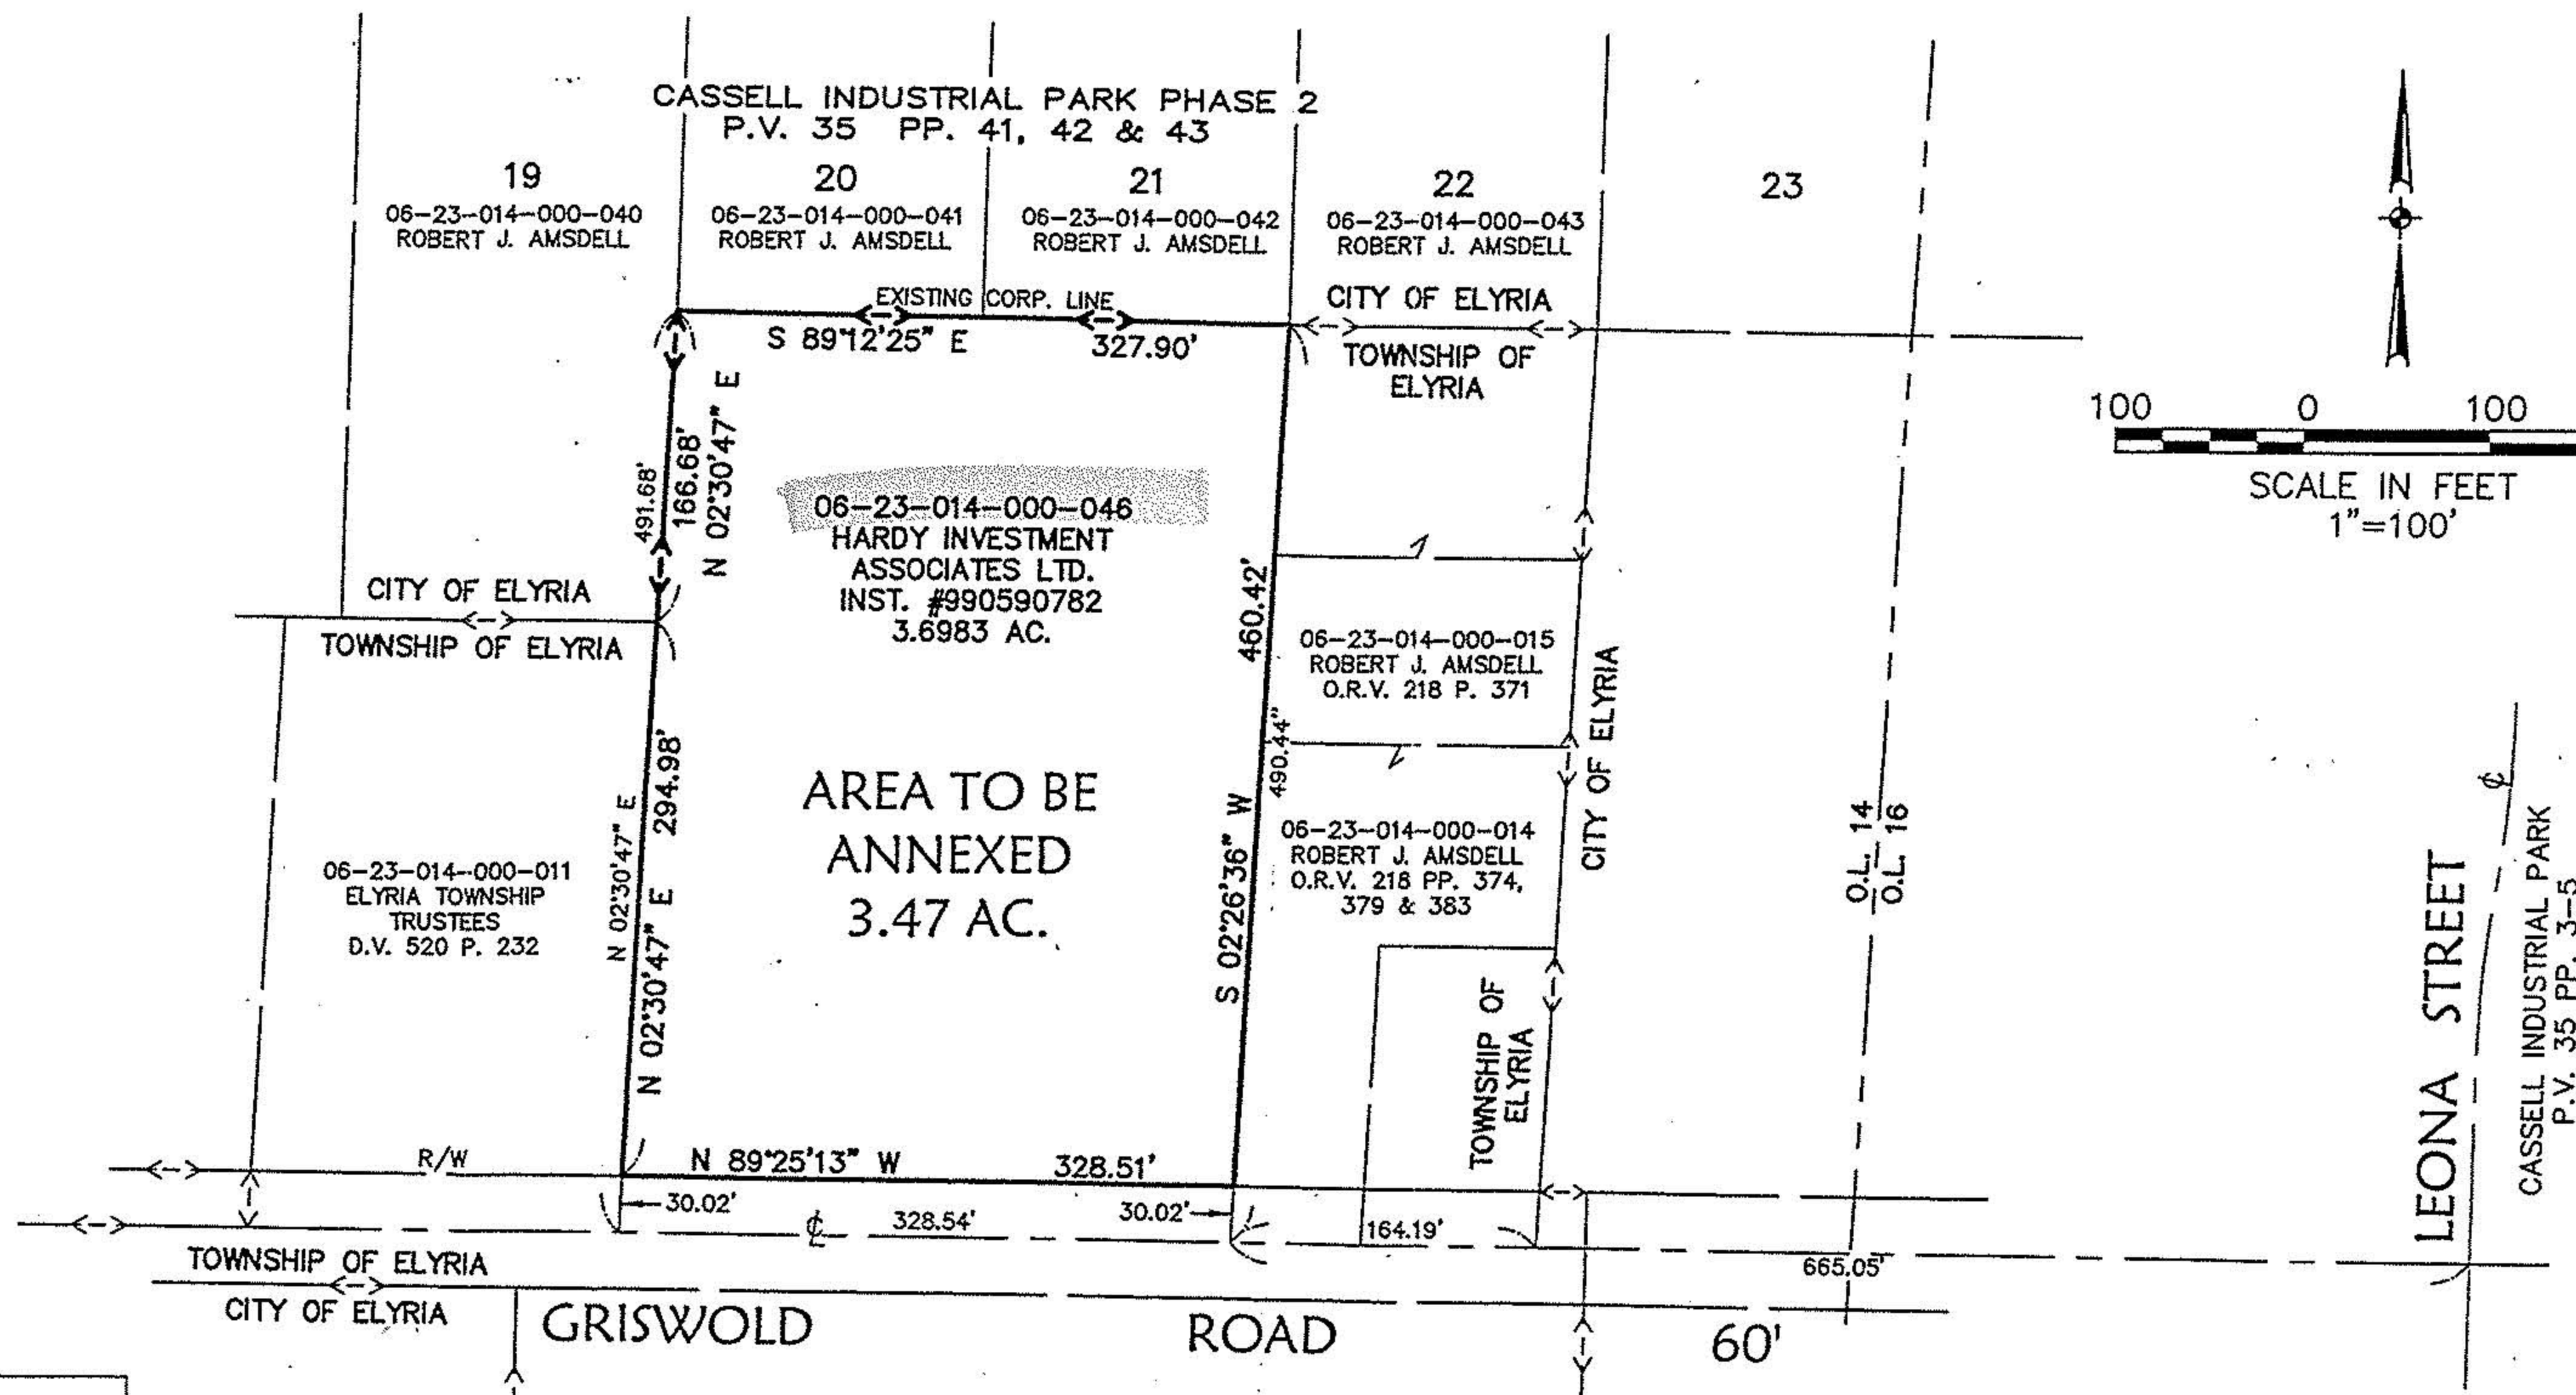 CASSELL INDUSTRIAL PARK PHASE 2
P.V. 35 PP. 41, 42 & 43
19
06-23-014-000-040
ROBERT J. AMSDELL
20
06-23-014-000-041
ROBERT J. AMSDELL
21
06-23-014-000-042
ROBERT J. AMSDELL
22
06-23-014-000-043
ROBERT J. AMSDELL
23
EXISTING CORP. LINE
S 89°12'25" E
327.90'
CITY OF ELYRIA
TOWNSHIP OF
ELYRIA
100 0 100
SCALE IN FEET
1"=100'
491.68'
166.68'
N 02°30'47" E
06-23-014-000-046
HARDY INVESTMENT
ASSOCIATES LTD.
INST. #990590782
3.6983 AC.
CITY OF ELYRIA
TOWNSHIP OF ELYRIA
460.42'
490.44"
S 02°26'36" W
06-23-014-000-015
ROBERT J. AMSDELL
O.R.V. 218 P. 371
CITY OF ELYRIA
AREA TO BE
ANNEXED
3.47 AC.
N 02°30'47" E
N 02°30'47" E 294.98'
06-23-014-000-011
ELYRIA TOWNSHIP
TRUSTEES
D.V. 520 P. 232
06-23-014-000-014
ROBERT J. AMSDELL
O.R.V. 218 PP. 374,
379 & 383
O.L. 14
O.L. 16
TOWNSHIP OF
ELYRIA
LEONA STREET
℄
CASSELL INDUSTRIAL PARK
P.V. 35 PP. 3-5
R/W
N 89°25'13" W 328.51'
30.02'
℄
328.54'
30.02'
164.19'
665.05'
TOWNSHIP OF ELYRIA
CITY OF ELYRIA
GRISWOLD ROAD 60'